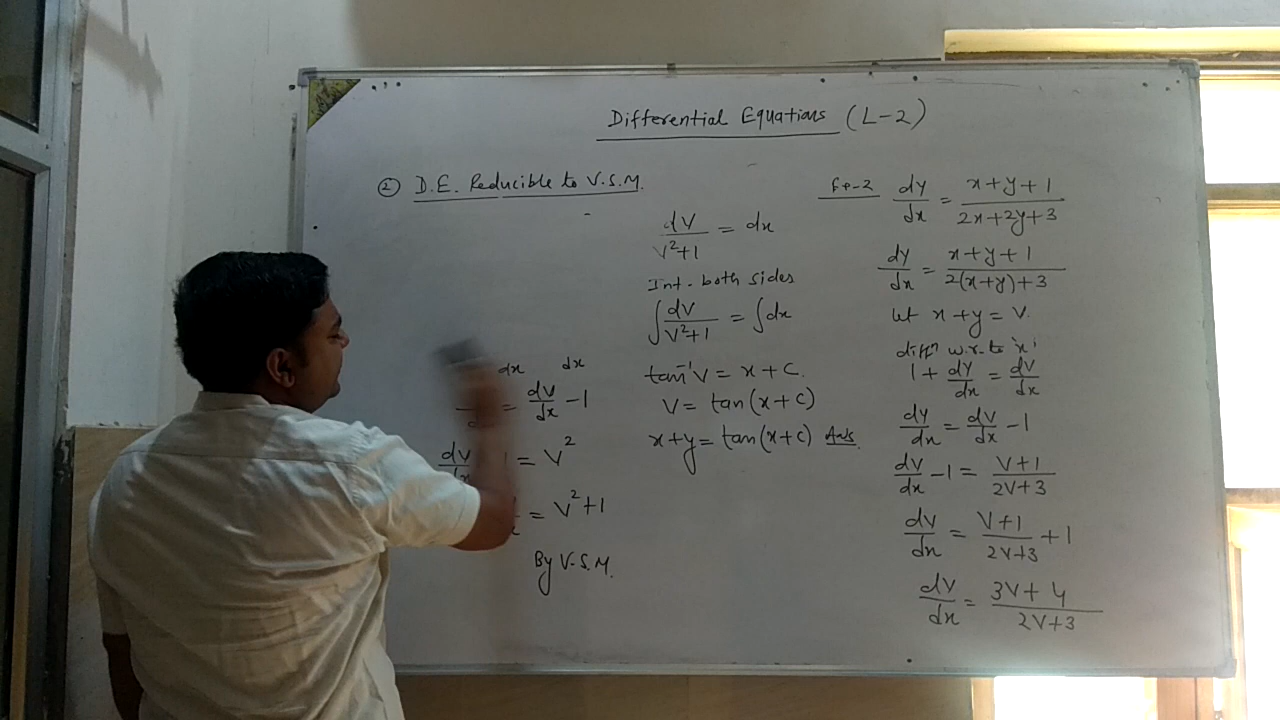 Differential Equations (L-2)
② D.E. Reducible to V.S.M.
dx dx
= dv/dx - 1
dv/dx - 1 = v²
= v²+1
By V.S.M.
dv/(v²+1) = dx
Int. both sides
∫ dv/(v²+1) = ∫ dx
tan⁻¹ v = x + c.
v = tan(x+c)
x+y = tan(x+c) Ans
Ex-2 dy/dx = (x+y+1)/(2x+2y+3)
dy/dx = (x+y+1)/(2(x+y)+3)
let x+y = v.
diffⁿ w.r.to 'x'
1 + dy/dx = dv/dx
dy/dx = dv/dx - 1
dv/dx - 1 = (v+1)/(2v+3)
dv/dx = (v+1)/(2v+3) + 1
dv/dx = (3v+4)/(2v+3)